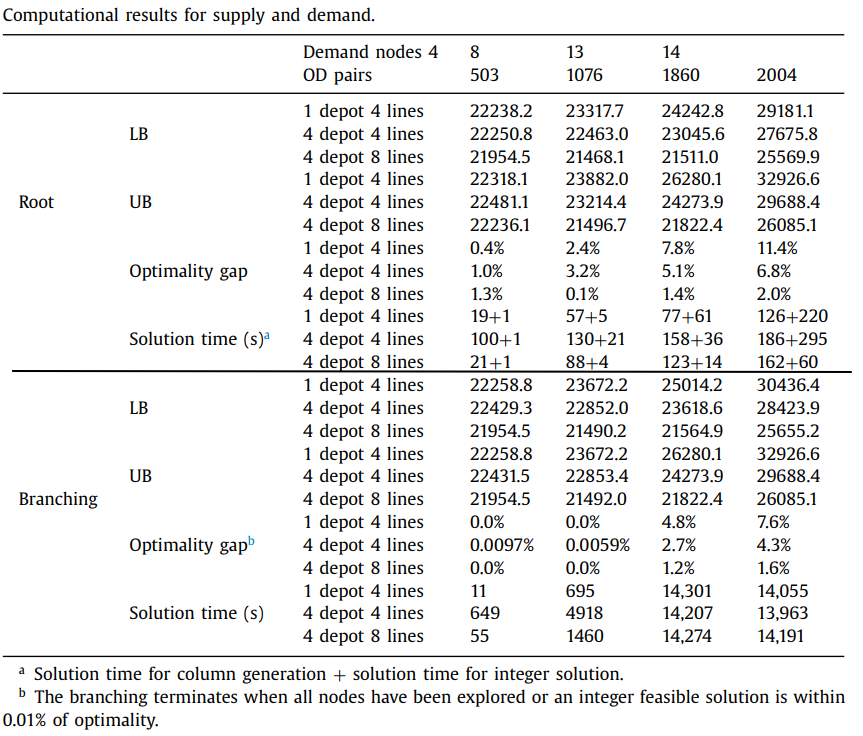 Computational results for supply and demand.
Demand nodes 4 8 13 14
OD pairs 503 1076 1860 2004
1 depot 4 lines 22238.2 23317.7 24242.8 29181.1
LB 4 depot 4 lines 22250.8 22463.0 23045.6 27675.8
4 depot 8 lines 21954.5 21468.1 21511.0 25569.9
1 depot 4 lines 22318.1 23882.0 26280.1 32926.6
Root UB 4 depot 4 lines 22481.1 23214.4 24273.9 29688.4
4 depot 8 lines 22236.1 21496.7 21822.4 26085.1
1 depot 4 lines 0.4% 2.4% 7.8% 11.4%
Optimality gap 4 depot 4 lines 1.0% 3.2% 5.1% 6.8%
4 depot 8 lines 1.3% 0.1% 1.4% 2.0%
1 depot 4 lines 19+1 57+5 77+61 126+220
Solution time (s)a 4 depot 4 lines 100+1 130+21 158+36 186+295
4 depot 8 lines 21+1 88+4 123+14 162+60
1 depot 4 lines 22258.8 23672.2 25014.2 30436.4
LB 4 depot 4 lines 22429.3 22852.0 23618.6 28423.9
4 depot 8 lines 21954.5 21490.2 21564.9 25655.2
1 depot 4 lines 22258.8 23672.2 26280.1 32926.6
UB 4 depot 4 lines 22431.5 22853.4 24273.9 29688.4
Branching 4 depot 8 lines 21954.5 21492.0 21822.4 26085.1
1 depot 4 lines 0.0% 0.0% 4.8% 7.6%
Optimality gapb 4 depot 4 lines 0.0097% 0.0059% 2.7% 4.3%
4 depot 8 lines 0.0% 0.0% 1.2% 1.6%
1 depot 4 lines 11 695 14,301 14,055
Solution time (s) 4 depot 4 lines 649 4918 14,207 13,963
4 depot 8 lines 55 1460 14,274 14,191
a Solution time for column generation + solution time for integer solution.
b The branching terminates when all nodes have been explored or an integer feasible solution is within
0.01% of optimality.